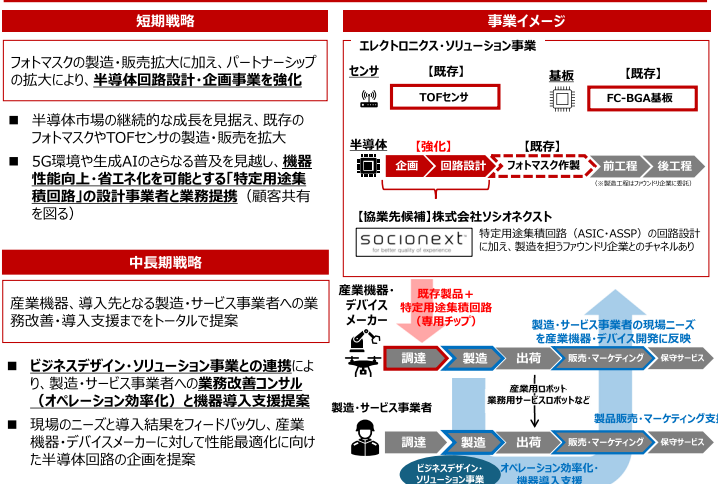 短期戦略
フォトマスクの製造・販売拡大に加え、パートナーシップ
の拡大により、半導体回路設計・企画事業を強化
■ 半導体市場の継続的な成長を見据え、既存の
フォトマスクやTOFセンサの製造・販売を拡大
■ 5G環境や生成AIのさらなる普及を見越し、機器
性能向上・省エネ化を可能とする「特定用途集
積回路」の設計事業者と業務提携（顧客共有
を図る）
中長期戦略
産業機器、導入先となる製造・サービス事業者への業
務改善・導入支援までをトータルで提案
■ ビジネスデザイン・ソリューション事業との連携によ
り、製造・サービス事業者への業務改善コンサル
（オペレーション効率化）と機器導入支援提案
■ 現場のニーズと導入結果をフィードバックし、産業
機器・デバイスメーカーに対して性能最適化に向け
た半導体回路の企画を提案
事業イメージ
エレクトロニクス・ソリューション事業
センサ 【既存】 基板 【既存】
TOFセンサ FC-BGA基板
半導体 【強化】 【既存】
企画 回路設計 フォトマスク作製 前工程 後工程
（※製造工程はファウンドリ企業に委託）
【協業先候補】株式会社ソシオネクスト
socionext
for better quality of experience
特定用途集積回路（ASIC・ASSP）の回路設計
に加え、製造を担うファウンドリ企業とのチャネルあり
産業機器・
デバイス
メーカー
既存製品＋
特定用途集積回路
（専用チップ）
製造・サービス事業者の現場ニーズ
を産業機器・デバイス開発に反映
調達 製造 出荷 販売・マーケティング 保守サービス
産業用ロボット
業務用サービスロボットなど
製造・サービス事業者
製品販売・マーケティング支
調達 製造 出荷 販売・マーケティング 保守サービス
ビジネスデザイン・
ソリューション事業
オペレーション効率化・
機器導入支援